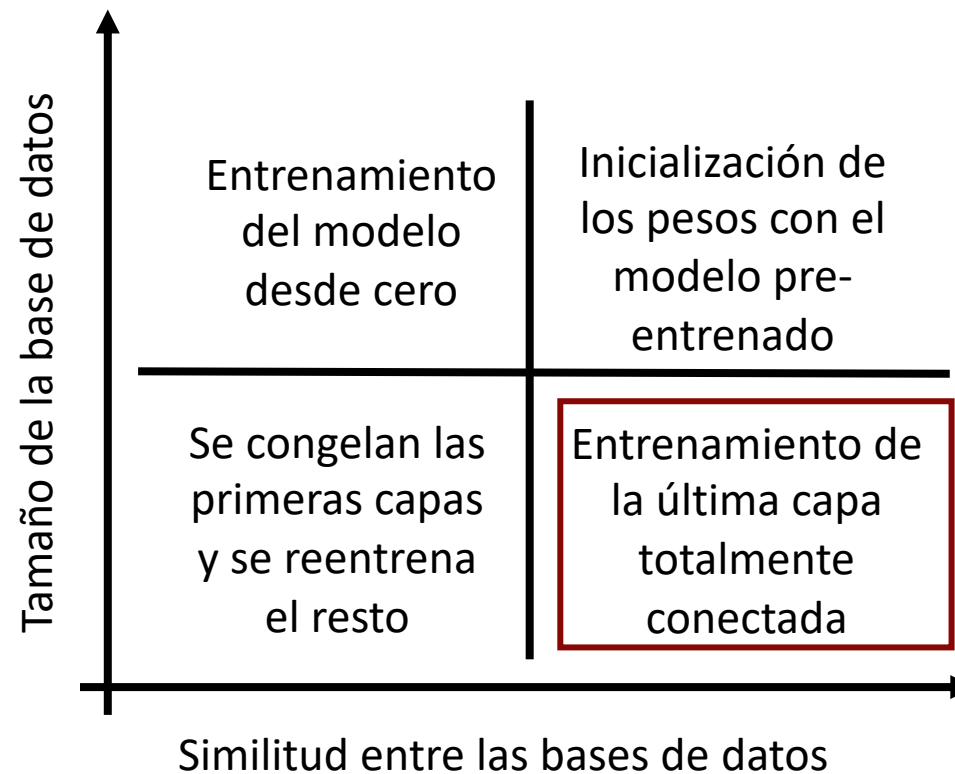 Tamaño de la base de datos
Entrenamiento
del modelo
desde cero
Inicialización de
los pesos con el
modelo pre-
entrenado
Se congelan las
primeras capas
y se reentrena
el resto
Entrenamiento de
la última capa
totalmente
conectada
Similitud entre las bases de datos